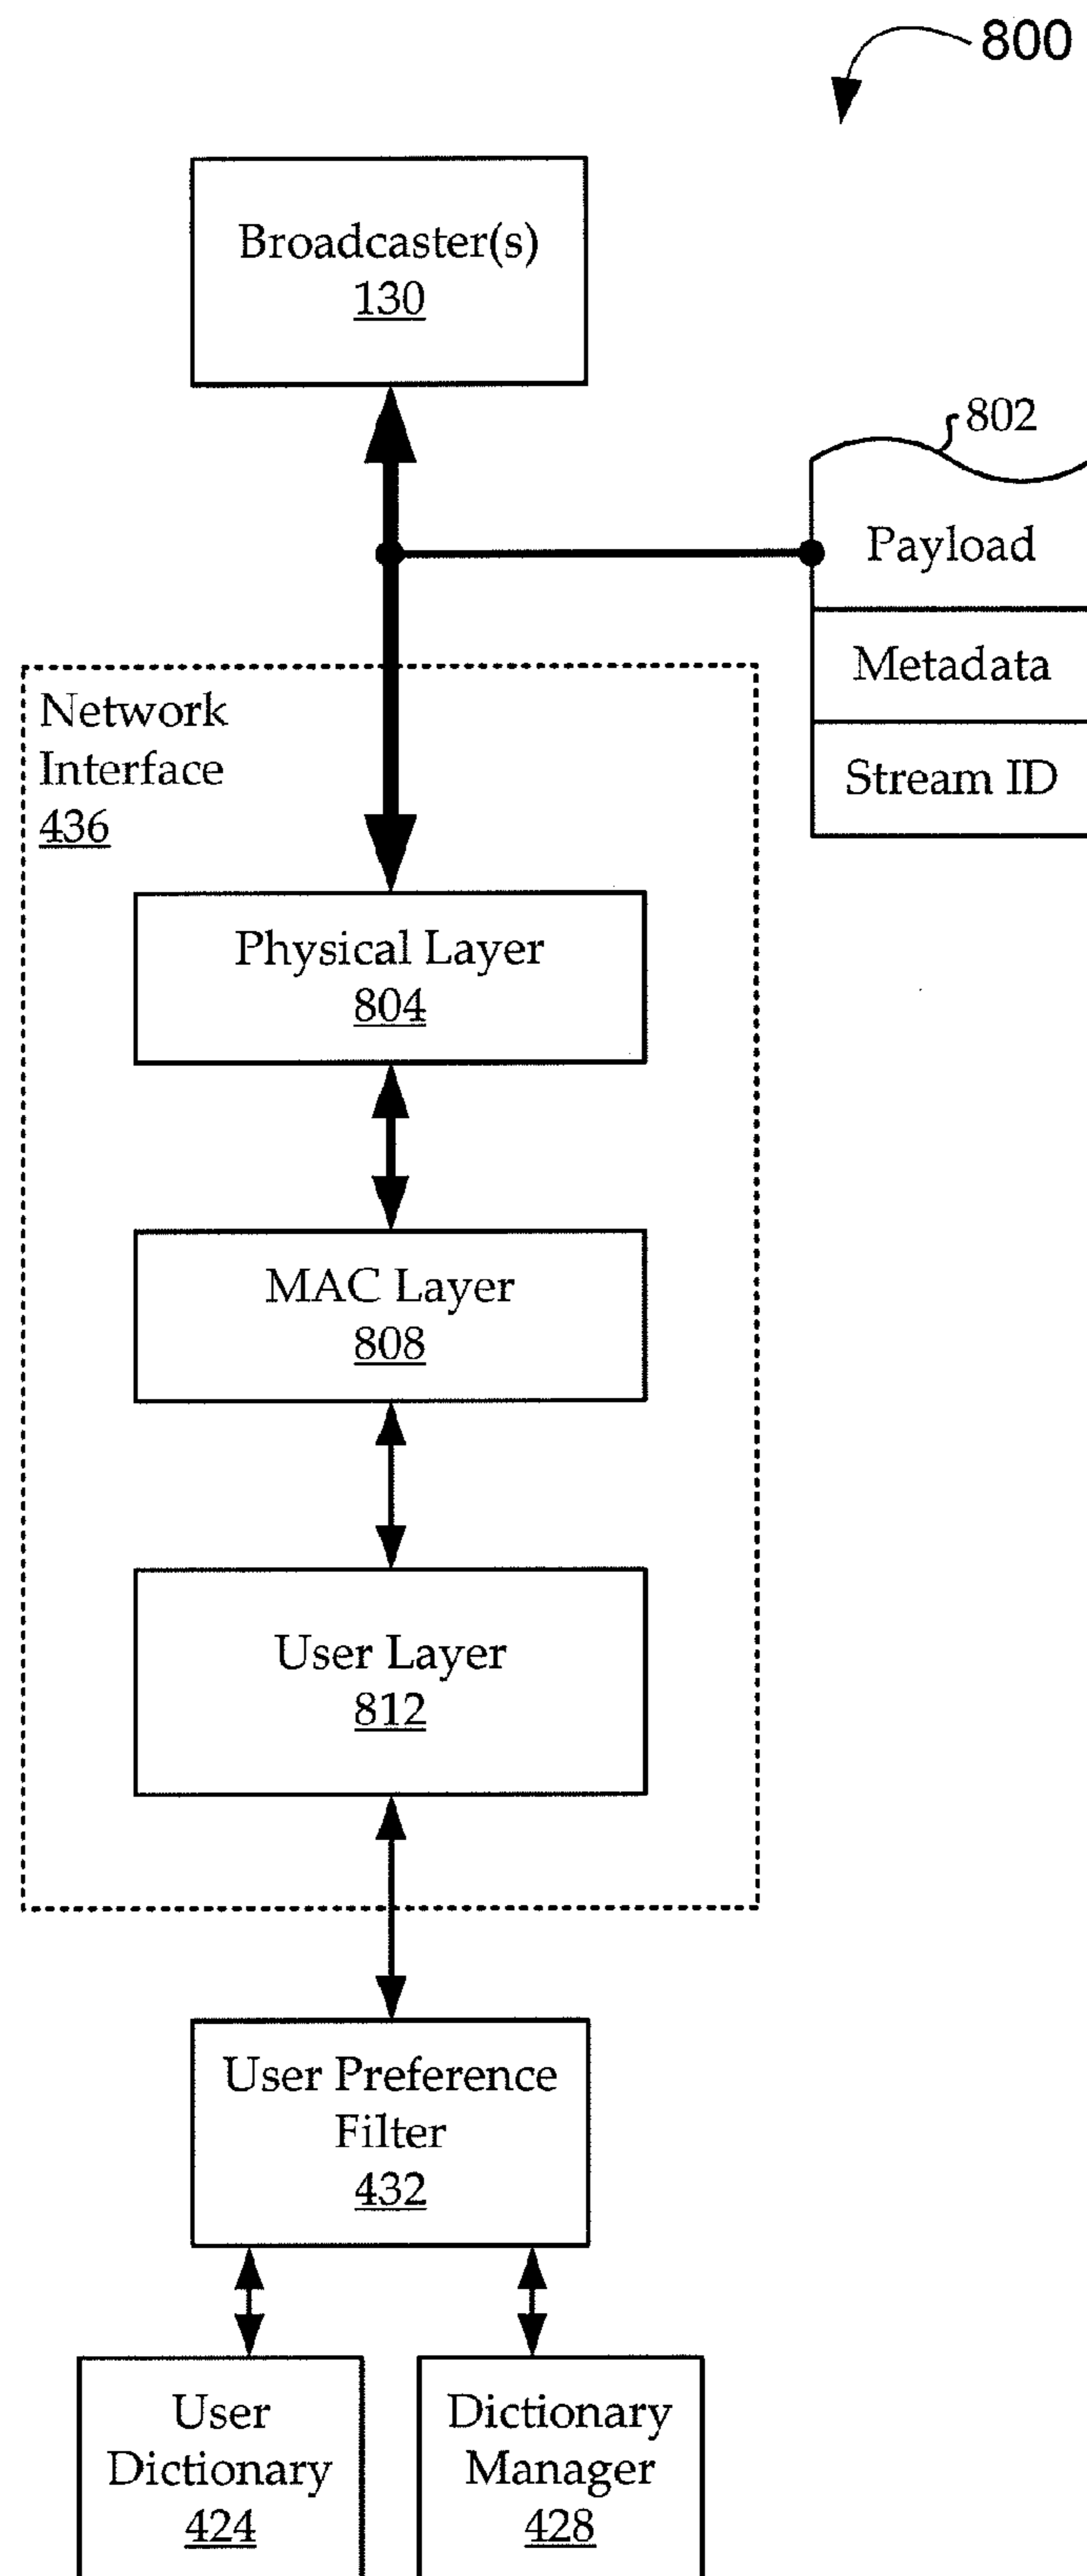 800
Broadcaster(s)
130
802
Payload
Metadata
Stream ID
Network
Interface
436
Physical Layer
804
MAC Layer
808
User Layer
812
User Preference
Filter
432
User
Dictionary
424
Dictionary
Manager
428